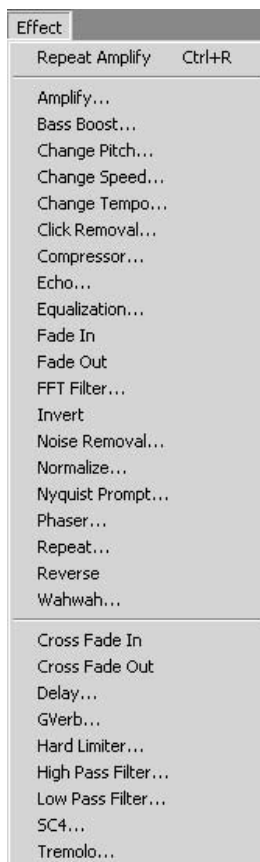 Effect
Repeat Amplify Ctrl+R
Amplify...
Bass Boost...
Change Pitch...
Change Speed...
Change Tempo...
Click Removal...
Compressor...
Echo...
Equalization...
Fade In
Fade Out
FFT Filter...
Invert
Noise Removal...
Normalize...
Nyquist Prompt...
Phaser...
Repeat...
Reverse
Wahwah...
Cross Fade In
Cross Fade Out
Delay...
GVerb...
Hard Limiter...
High Pass Filter...
Low Pass Filter...
SC4...
Tremolo...